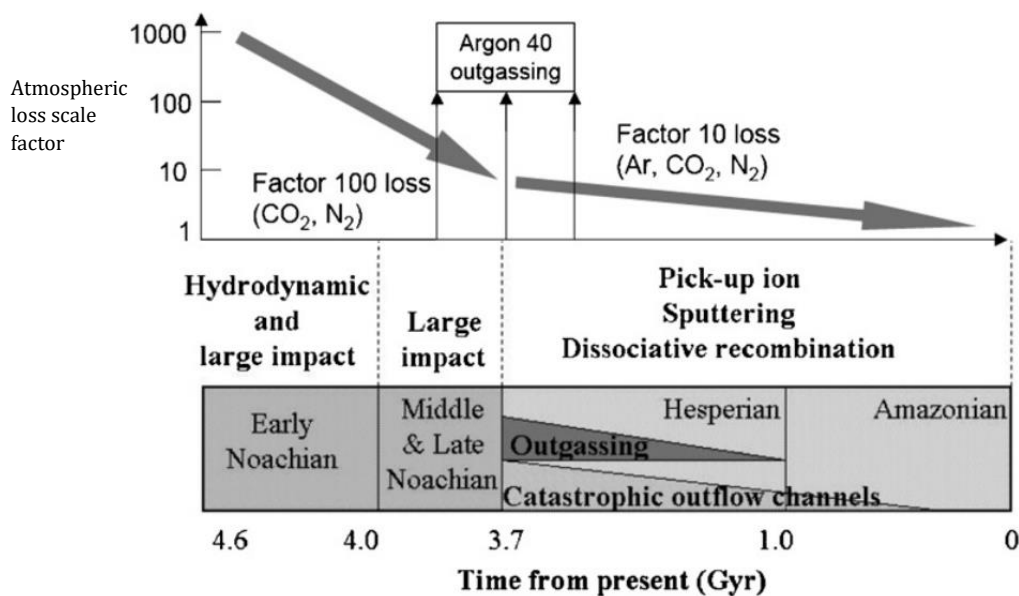 1000
100
10
1
Atmospheric
loss scale
factor
Argon 40
outgassing
Factor 100 loss
(CO₂, N₂)
Factor 10 loss
(Ar, CO₂, N₂)
Hydrodynamic
and
large impact
Large
impact
Pick-up ion
Sputtering
Dissociative recombination
Early
Noachian
Middle
& Late
Noachian
Hesperian
Amazonian
Outgassing
Catastrophic outflow channels
4.6 4.0 3.7 1.0 0
Time from present (Gyr)